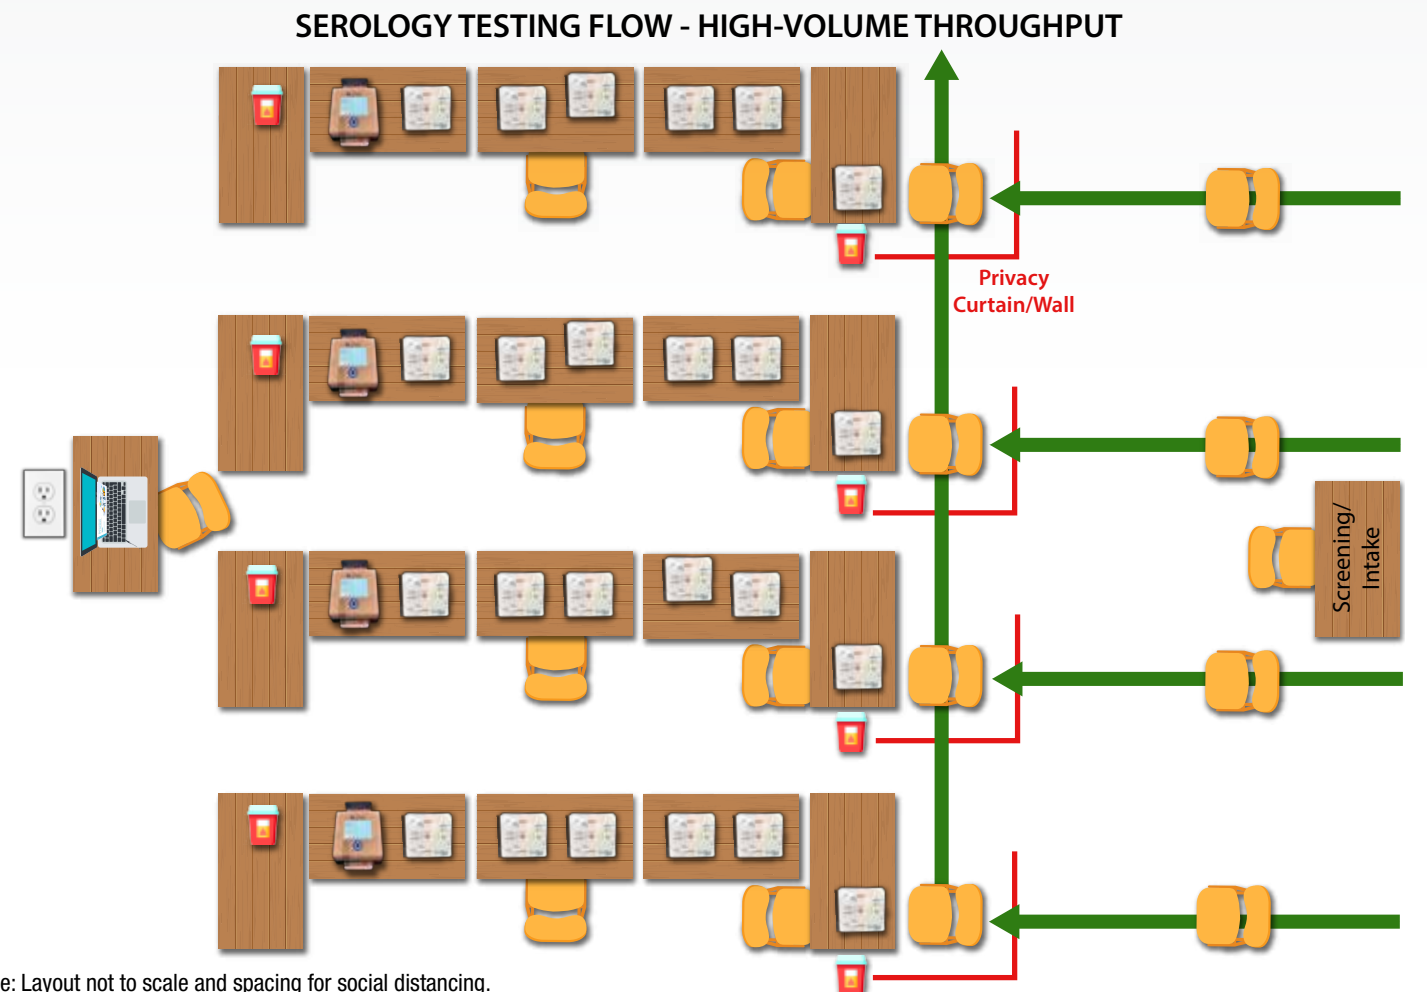 SEROLOGY TESTING FLOW - HIGH-VOLUME THROUGHPUT
Privacy
Curtain/Wall
Screening/
Intake
e: Layout not to scale and spacing for social distancing.